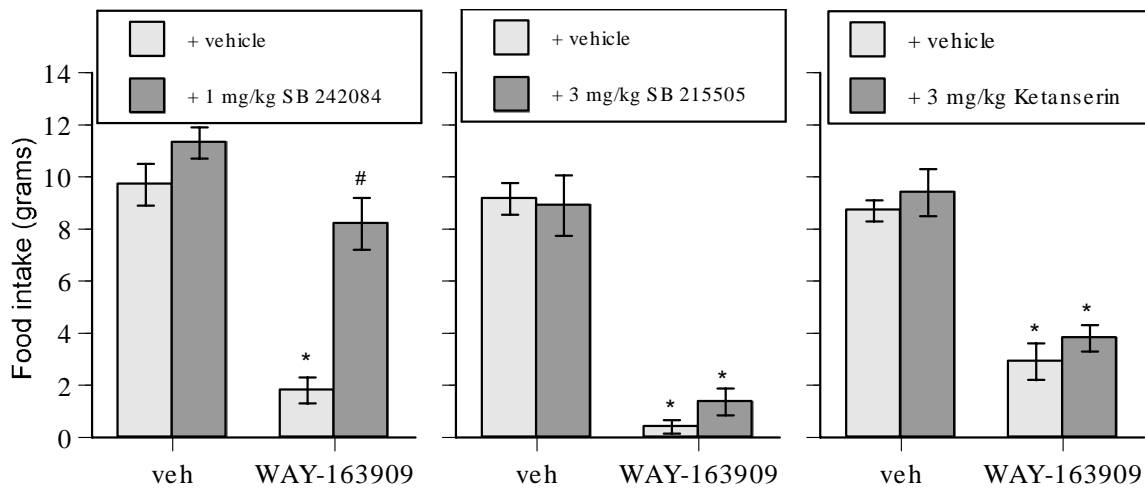 + vehicle
+ 1 mg/kg SB 242084
+ vehicle
+ 3 mg/kg SB 215505
+ vehicle
+ 3 mg/kg Ketanserin
Food intake (grams)
14
12
10
8
6
4
2
0
*
#
*
*
*
*
veh
WAY-163909
veh
WAY-163909
veh
WAY-163909